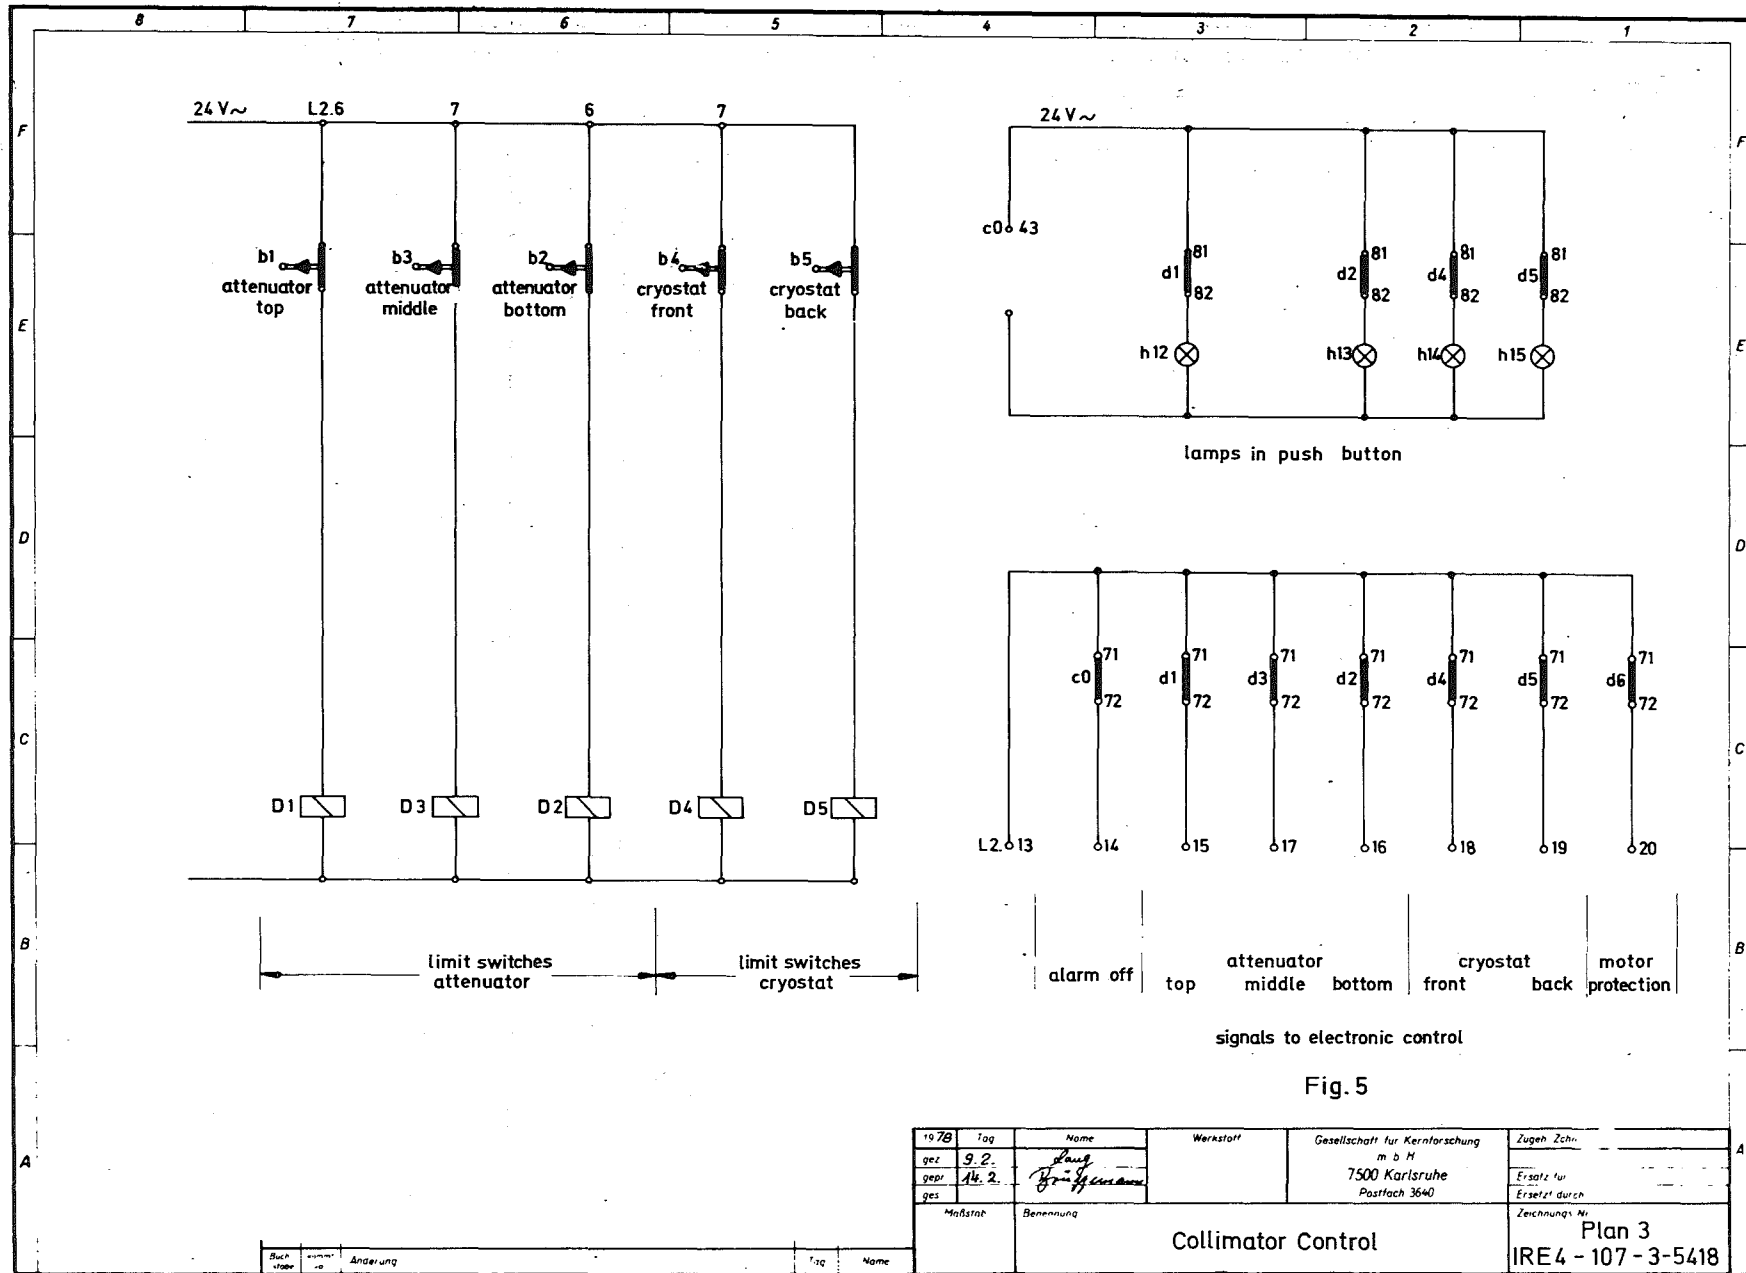 8 7 6 5 4 3 2 1
F
E
D
C
B
A
24 V~ L2.6 7 6 7
b1
attenuator
top
b3
attenuator
middle
b2
attenuator
bottom
b4
cryostat
front
b5
cryostat
back
D1 D3 D2 D4 D5
limit switches
attenuator
limit switches
cryostat
24 V~
c0 43
d1 81
82
d2 81
82
d4 81
82
d5 81
82
h12 h13 h14 h15
lamps in push button
c0 71
72
d1 71
72
d3 71
72
d2 71
72
d4 71
72
d5 71
72
d6 71
72
L2. 13 14 15 17 16 18 19 20
alarm off
attenuator
top middle bottom
cryostat
front back
motor
protection
signals to electronic control
Fig. 5
F
E
D
C
B
A
1978 Tag Name Werkstoff
gez 9.2.
gepr 14.2.
ges
Gesellschaft fur Kernforschung
m b H
7500 Karlsruhe
Postfach 3640
Zugeh Zchn.
Ersatz fur
Ersetzt durch
Maßstab Benennung
Collimator Control
Zeichnungs Nr
Plan 3
IRE4 - 107 - 3-5418
Änderung Tag Name